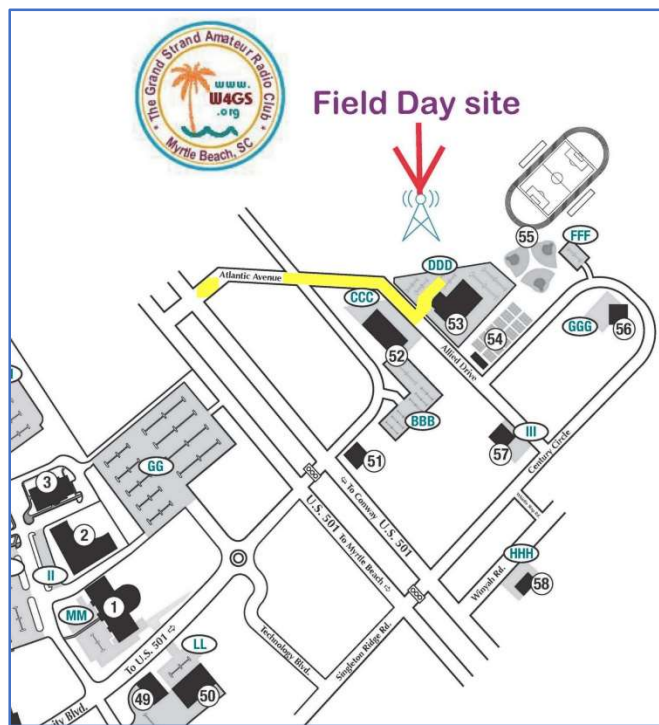 The Grand Strand Amateur Radio Club
www.
W4GS
.org
Myrtle Beach, SC
Field Day site
55
FFF
Atlantic Avenue
DDD
CCC
53
GGG
56
54
52
Allied Drive
BBB
III
57
51
Century Circle
GG
3
To Conway
U.S. 501
U.S. 501
To Myrtle Beach
2
II
HHH
Winyah Rd.
58
1
MM
To U.S. 501
LL
Technology Blvd.
Singleton Ridge Rd.
49
50
ity Blvd.